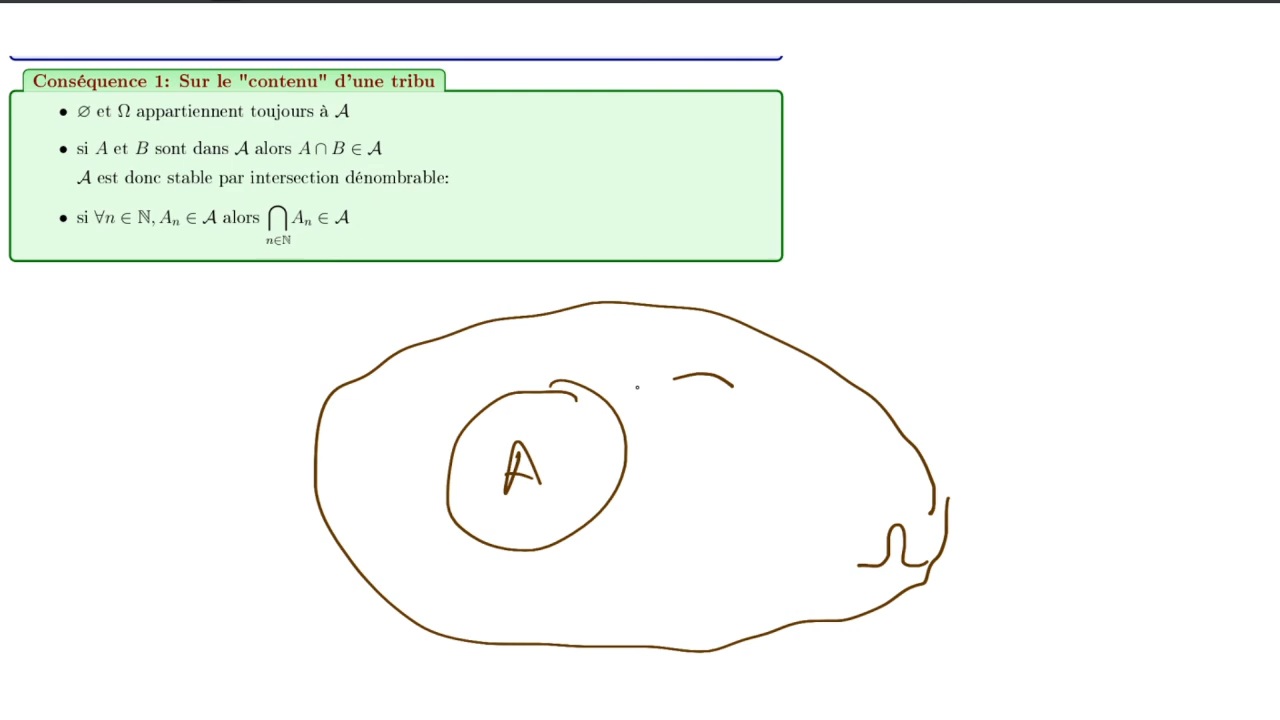 Conséquence 1: Sur le "contenu" d'une tribu
• ∅ et Ω appartiennent toujours à 𝒜
• si A et B sont dans 𝒜 alors A ∩ B ∈ 𝒜
𝒜 est donc stable par intersection dénombrable:
• si ∀n ∈ ℕ, Aₙ ∈ 𝒜 alors ⋂ Aₙ ∈ 𝒜
n∈ℕ
A
Ω